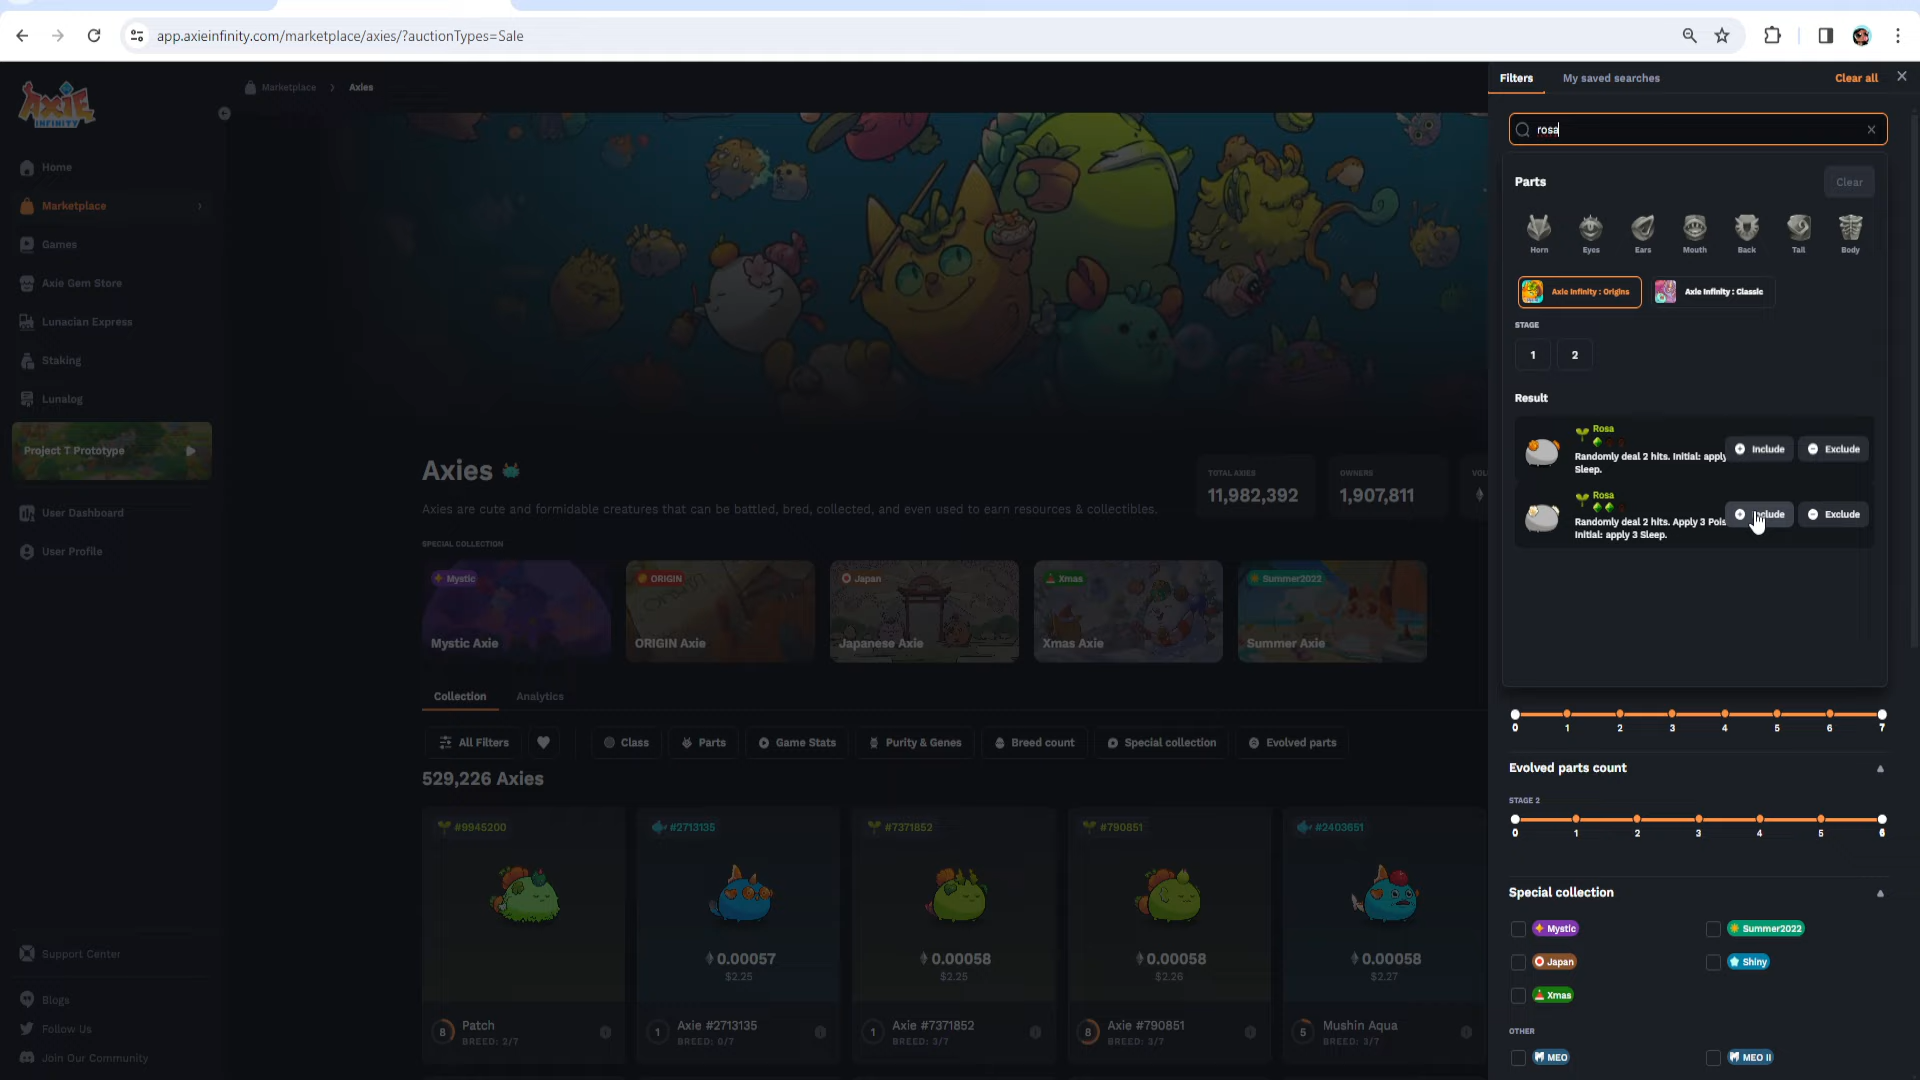 app.axieinfinity.com/marketplace/axies/?auctionTypes=Sale
AXIE
INFINITY
Marketplace > Axies
Home
Marketplace
Games
Axie Gem Store
Lunacian Express
Staking
Lunalog
Project T Prototype
User Dashboard
User Profile
Support Center
Blogs
Follow Us
Join Our Community
Axies
Axies are cute and formidable creatures that can be battled, bred, collected, and even used to earn resources & collectibles.
TOTAL AXIES
11,982,392
OWNERS
1,907,811
SPECIAL COLLECTION
Mystic
Mystic Axie
ORIGIN
ORIGIN Axie
Japan
Japanese Axie
Xmas
Xmas Axie
Summer2022
Summer Axie
Collection Analytics
All Filters Class Parts Game Stats Purity & Genes Breed count Special collection Evolved parts
529,226 Axies
#9945200
8 Patch
BREED: 2/7
#2713135
0.00057
$2.25
1 Axie #2713135
BREED: 0/7
#7371852
0.00058
$2.25
1 Axie #7371852
BREED: 3/7
#790851
0.00058
$2.26
8 Axie #790851
BREED: 3/7
#2403651
0.00058
$2.27
5 Mushin Aqua
BREED: 3/7
Filters My saved searches Clear all
rosa
Parts Clear
Horn Eyes Ears Mouth Back Tail Body
Axie Infinity : Origins Axie Infinity : Classic
STAGE
1 2
Result
Rosa
Randomly deal 2 hits. Initial: apply
Sleep.
Include Exclude
Rosa
Randomly deal 2 hits. Apply 3 Pois
Initial: apply 3 Sleep.
Exclude
0 1 2 3 4 5 6 7
Evolved parts count
STAGE 2
0 1 2 3 4 5 6
Special collection
Mystic Summer2022
Japan Shiny
Xmas
OTHER
MEO MEO II